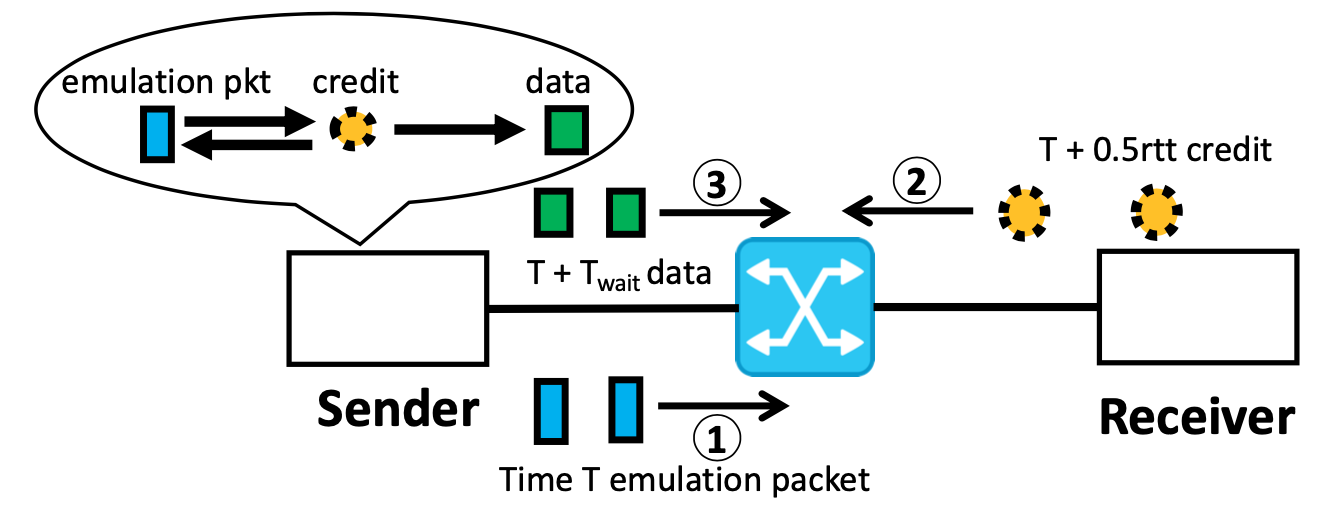 emulation pkt credit data
T + 0.5rtt credit
③ ②
T + Twait data
Sender
Receiver
①
Time T emulation packet